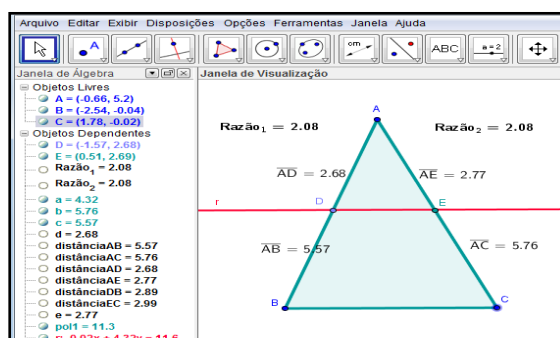 Arquivo Editar Exibir Disposições Opções Ferramentas Janela Ajuda
A
cm
ABC
a=2
Janela de Álgebra
Janela de Visualização
Objetos Livres
A = (-0.66, 5.2)
B = (-2.54, -0.04)
C = (1.78, -0.02)
Objetos Dependentes
D = (-1.57, 2.68)
E = (0.51, 2.69)
Razão1 = 2.08
Razão2 = 2.08
a = 4.32
b = 5.76
c = 5.57
d = 2.68
distânciaAB = 5.57
distânciaAC = 5.76
distânciaAD = 2.68
distânciaAE = 2.77
distânciaDB = 2.89
distânciaEC = 2.99
e = 2.77
pol1 = 11.3
A
Razão1 = 2.08
Razão2 = 2.08
AD = 2.68
AE = 2.77
r
D
E
AB = 5.57
AC = 5.76
B
C